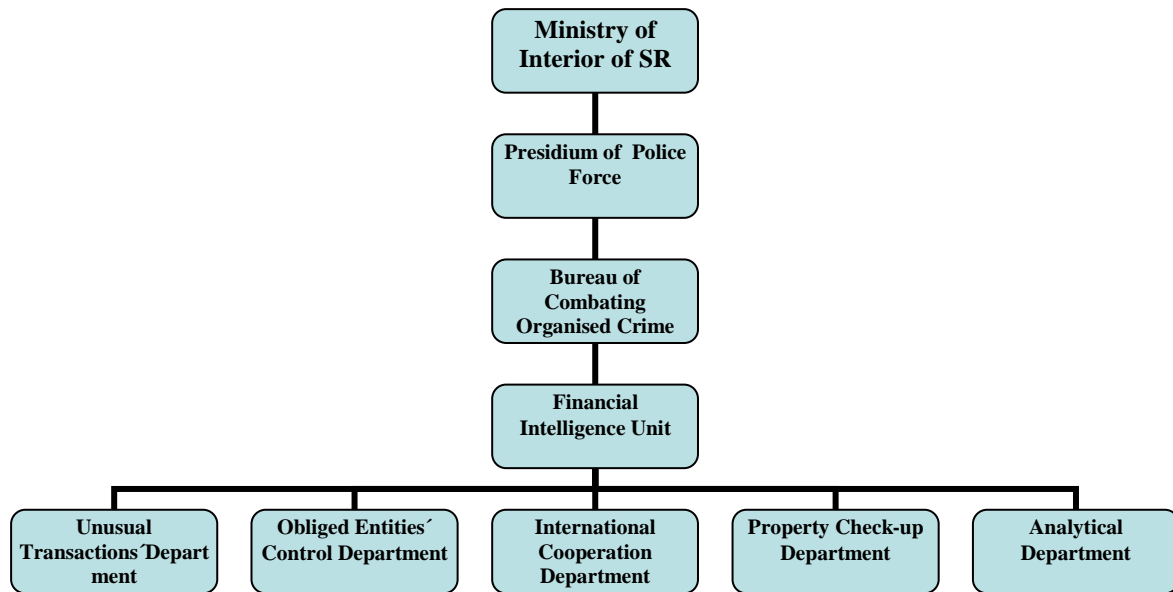 Ministry of
Interior of SR
Presidium of Police
Force
Bureau of
Combating
Organised Crime
Financial
Intelligence Unit
Unusual
Transactions´Depart
ment
Obliged Entities´
Control Department
International
Cooperation
Department
Property Check-up
Department
Analytical
Department